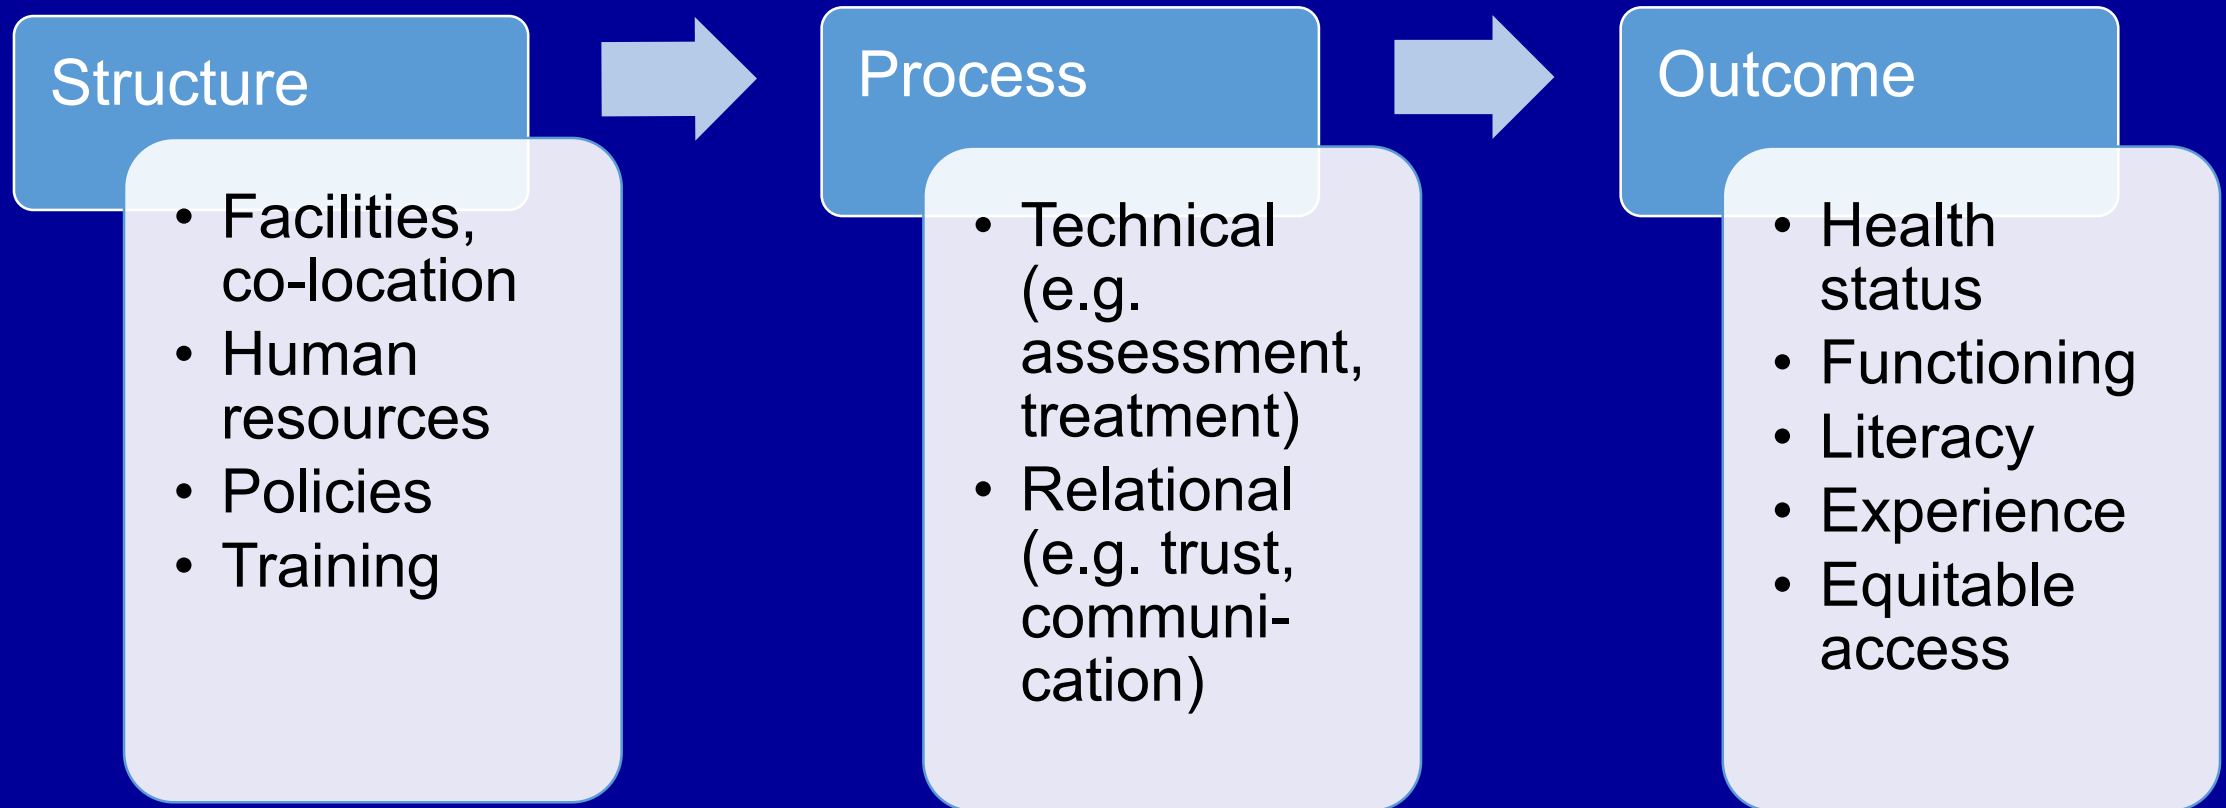 Structure
• Facilities,
co-location
• Human
resources
• Policies
• Training
Process
• Technical
(e.g.
assessment,
treatment)
• Relational
(e.g. trust,
communi-
cation)
Outcome
• Health
status
• Functioning
• Literacy
• Experience
• Equitable
access